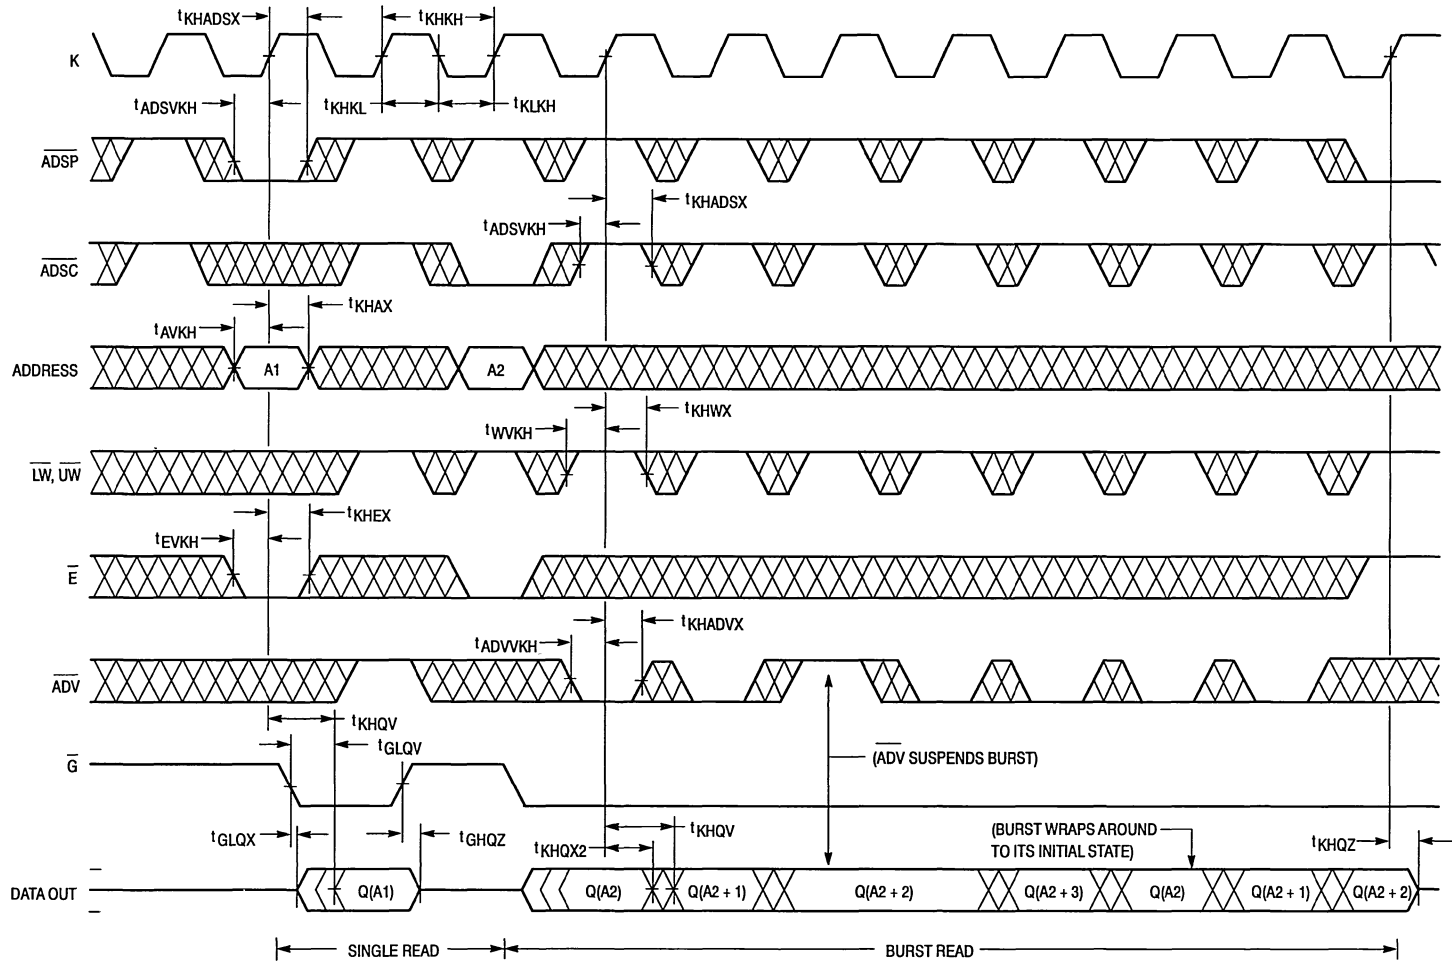 tKHADSX
tKHKH
K
tADSVKH
tKHKL
tKLKH
ADSP
tKHADSX
tADSVKH
ADSC
tKHAX
tAVKH
ADDRESS
A1
A2
tKHWX
tWVKH
LW, UW
tKHEX
tEVKH
E
tKHADVX
tADVVKH
ADV
tKHQV
tGLQV
G
(ADV SUSPENDS BURST)
tGLQX
tGHQZ
tKHQV
tKHQX2
(BURST WRAPS AROUND
TO ITS INITIAL STATE)
tKHQZ
DATA OUT
Q(A1)
Q(A2)
Q(A2 + 1)
Q(A2 + 2)
Q(A2 + 3)
Q(A2)
Q(A2 + 1)
Q(A2 + 2)
SINGLE READ
BURST READ